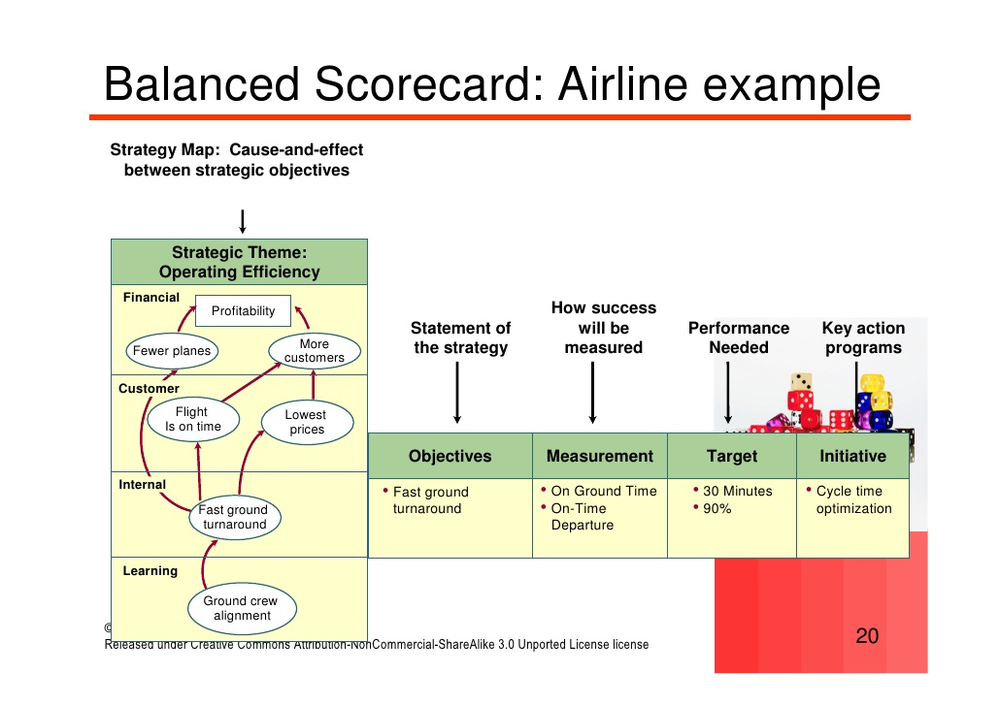 Balanced Scorecard: Airline example
Strategy Map: Cause-and-effect
between strategic objectives
Strategic Theme:
Operating Efficiency
Financial
Profitability
Fewer planes
More
customers
Customer
Flight
Is on time
Lowest
prices
Internal
Fast ground
turnaround
Learning
Ground crew
alignment
Statement of
the strategy
How success
will be
measured
Performance
Needed
Key action
programs
Objectives
Measurement
Target
Initiative
• Fast ground
turnaround
• On Ground Time
• On-Time
Departure
• 30 Minutes
• 90%
• Cycle time
optimization
©
Released under Creative Commons Attribution-NonCommercial-ShareAlike 3.0 Unported License license
20